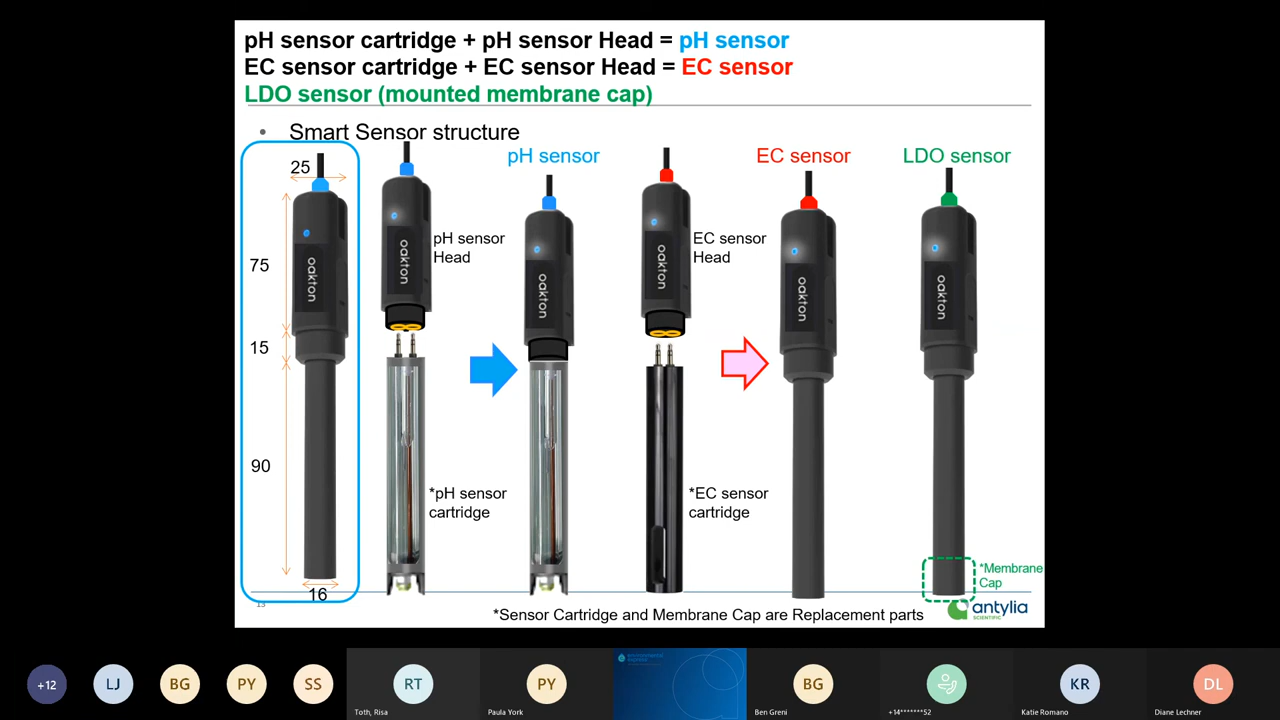 pH sensor cartridge + pH sensor Head = pH sensor
EC sensor cartridge + EC sensor Head = EC sensor
LDO sensor (mounted membrane cap)
• Smart Sensor structure
pH sensor
EC sensor
LDO sensor
25
75
15
90
16
pH sensor
Head
EC sensor
Head
oakton
oakton
oakton
oakton
oakton
oakton
*pH sensor
cartridge
*EC sensor
cartridge
*Membrane
Cap
13
*Sensor Cartridge and Membrane Cap are Replacement parts
antylia
SCIENTIFIC
+12
LJ
BG
PY
SS
RT
Toth, Risa
PY
Paula York
environmental
express
BG
Ben Greni
+14*******52
KR
Katie Romano
DL
Diane Lechner